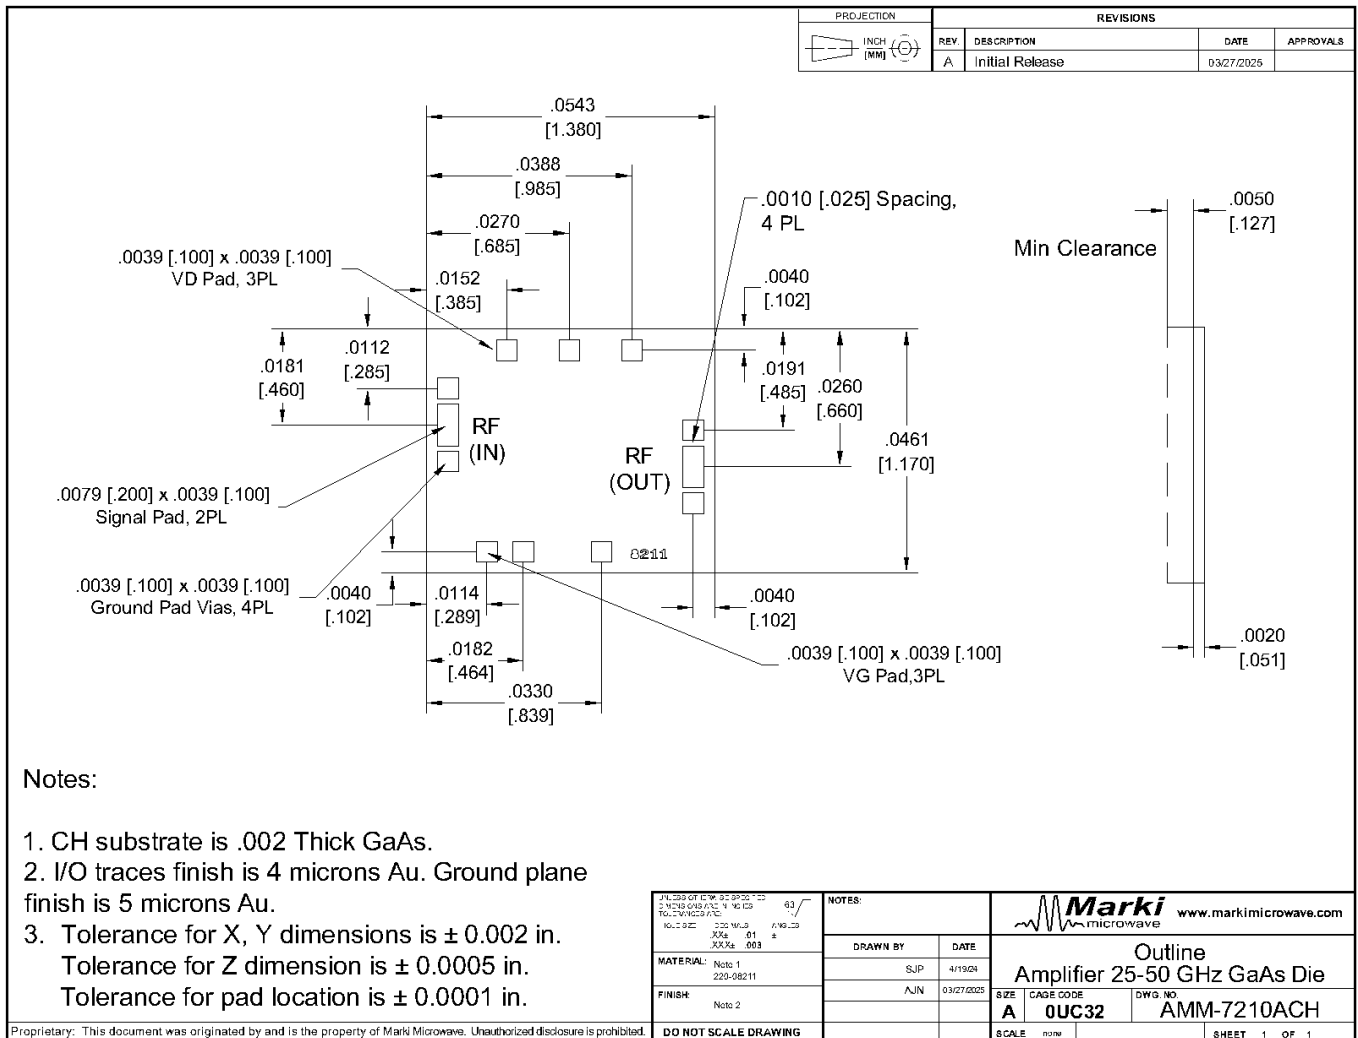 PROJECTION
INCH
[MM]
REVISIONS
REV. DESCRIPTION DATE APPROVALS
A Initial Release 03/27/2025
.0543
[1.380]
.0388
[.985]
.0270
[.685]
.0152
[.385]
.0039 [.100] x .0039 [.100]
VD Pad, 3PL
.0010 [.025] Spacing,
4 PL
.0040
[.102]
Min Clearance
.0050
[.127]
.0112
[.285]
.0181
[.460]
.0191
[.485]
.0260
[.660]
.0461
[1.170]
RF
(IN)
RF
(OUT)
.0079 [.200] x .0039 [.100]
Signal Pad, 2PL
8211
.0039 [.100] x .0039 [.100]
Ground Pad Vias, 4PL
.0040
[.102]
.0114
[.289]
.0040
[.102]
.0182
[.464]
.0330
[.839]
.0039 [.100] x .0039 [.100]
VG Pad,3PL
.0020
[.051]
Notes:
1. CH substrate is .002 Thick GaAs.
2. I/O traces finish is 4 microns Au. Ground plane
finish is 5 microns Au.
3. Tolerance for X, Y dimensions is ± 0.002 in.
Tolerance for Z dimension is ± 0.0005 in.
Tolerance for pad location is ± 0.0001 in.
Proprietary: This document was originated by and is the property of Marki Microwave. Unauthorized disclosure is prohibited.
63
.XX± .01 ±
.XXX± .003
MATERIAL: Note 1
220-08211
FINISH:
Note 2
DO NOT SCALE DRAWING
NOTES:
DRAWN BY DATE
SJP 4/19/24
AJN 03/27/2025
Marki
microwave
www.markimicrowave.com
Outline
Amplifier 25-50 GHz GaAs Die
SIZE CAGE CODE DWG. NO.
A 0UC32 AMM-7210ACH
SCALE none SHEET 1 OF 1